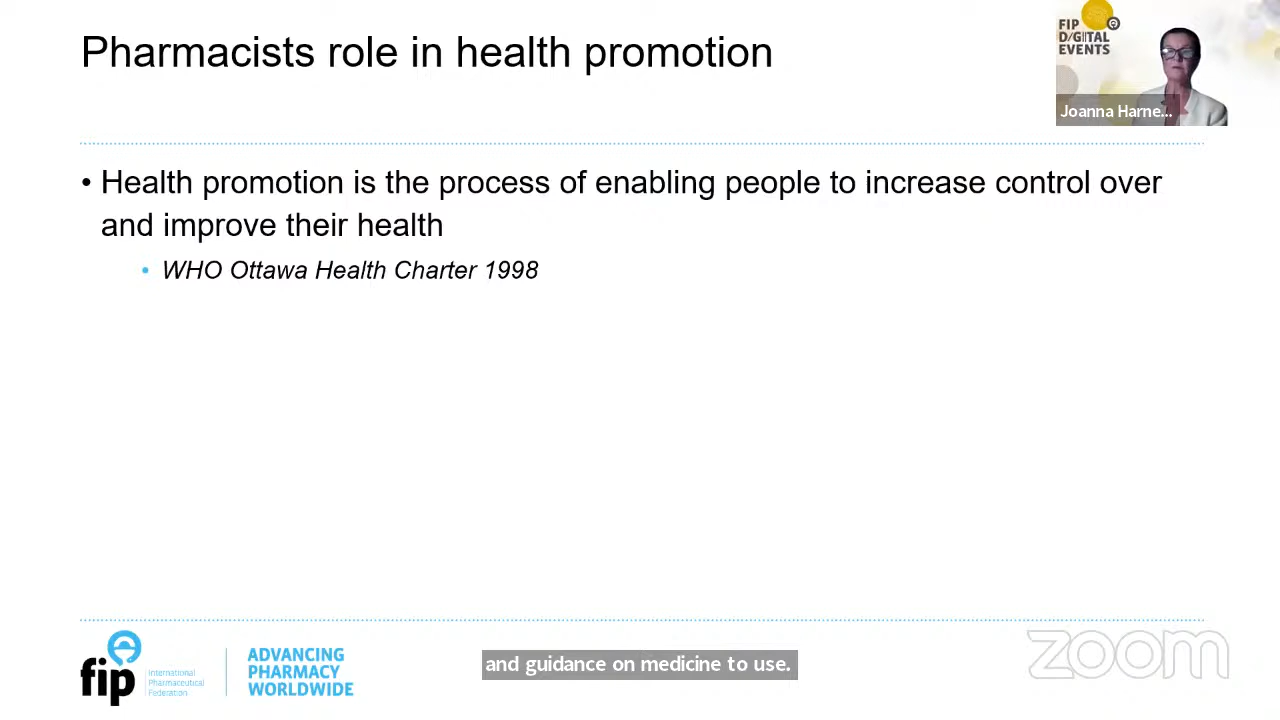 Pharmacists role in health promotion
FIP
D/G!TAL
EVENTS
Joanna Harne...
• Health promotion is the process of enabling people to increase control over
and improve their health
• WHO Ottawa Health Charter 1998
fip
International
Pharmaceutical
Federation
ADVANCING
PHARMACY
WORLDWIDE
and guidance on medicine to use.
zoom